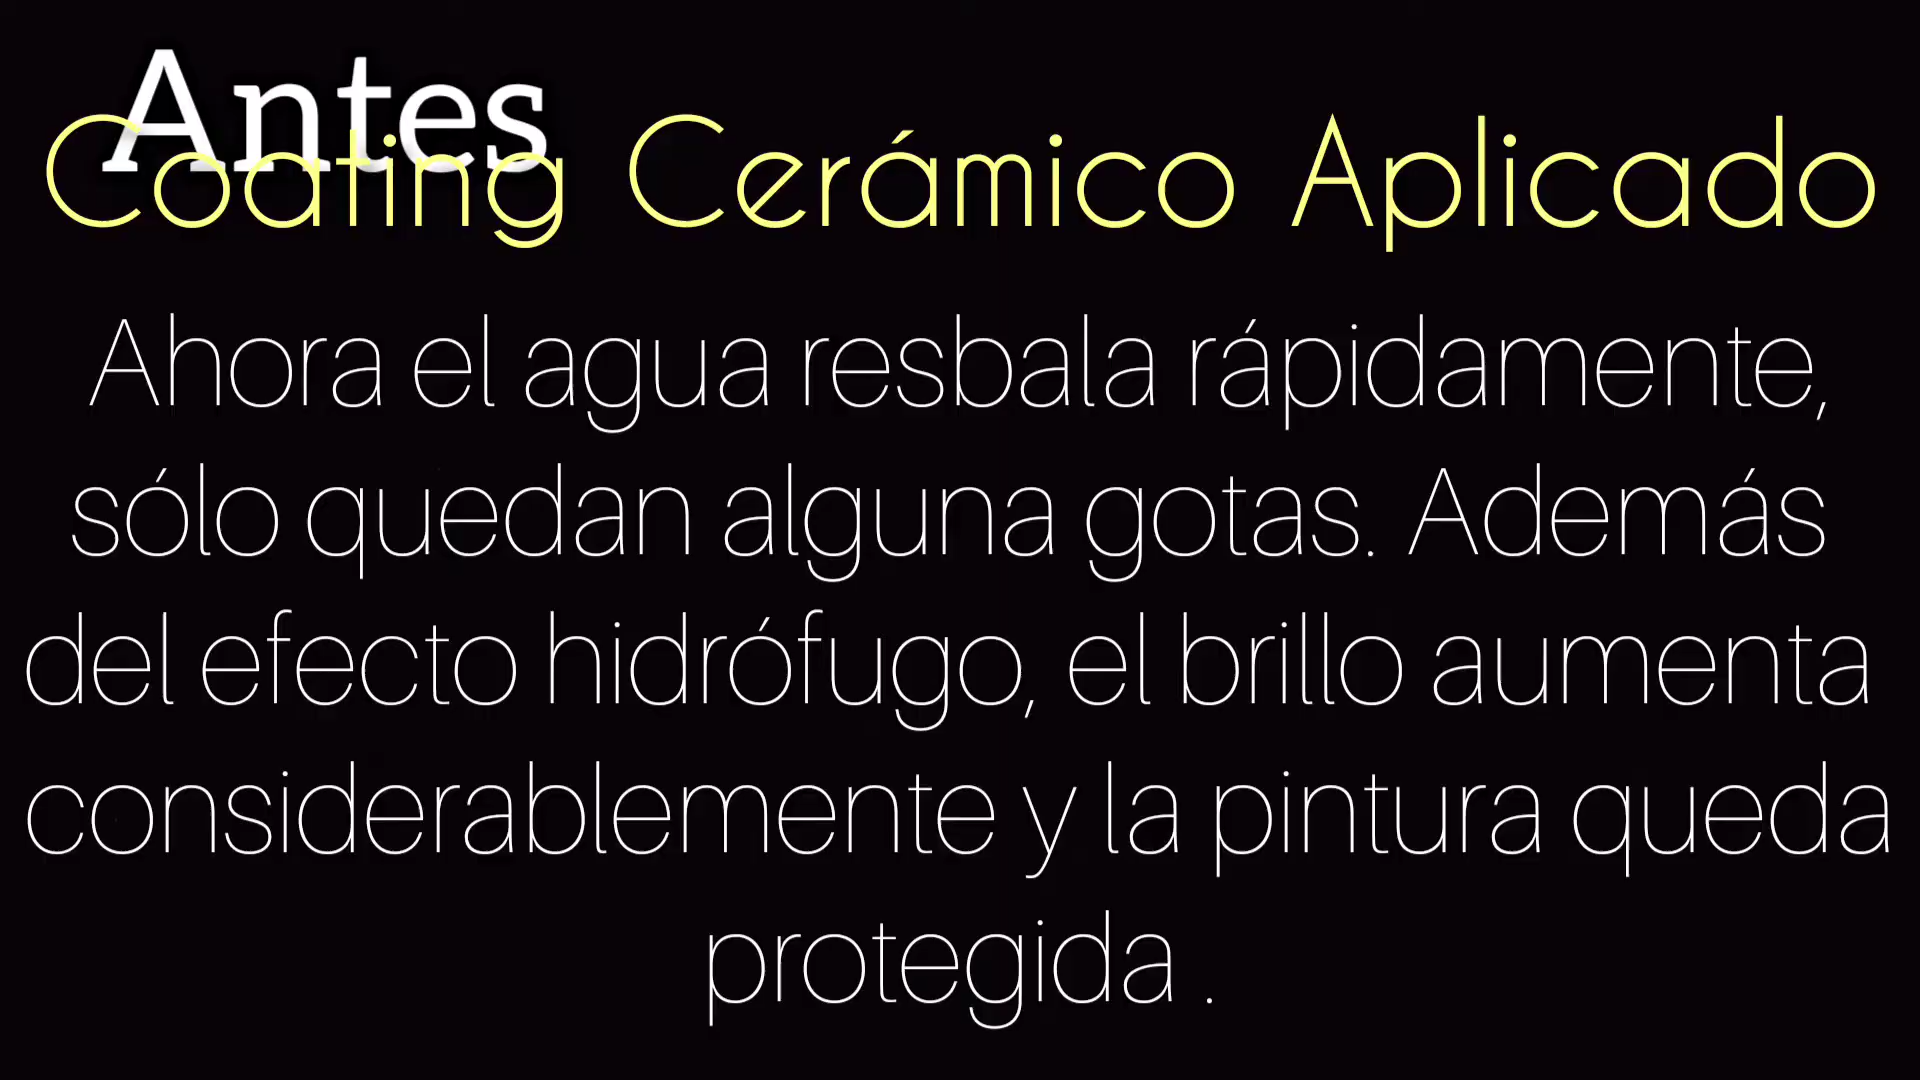 Antes
Coating Cerámico Aplicado
Ahora el agua resbala rápidamente,
sólo quedan alguna gotas. Además
del efecto hidrófugo, el brillo aumenta
considerablemente y la pintura queda
protegida .